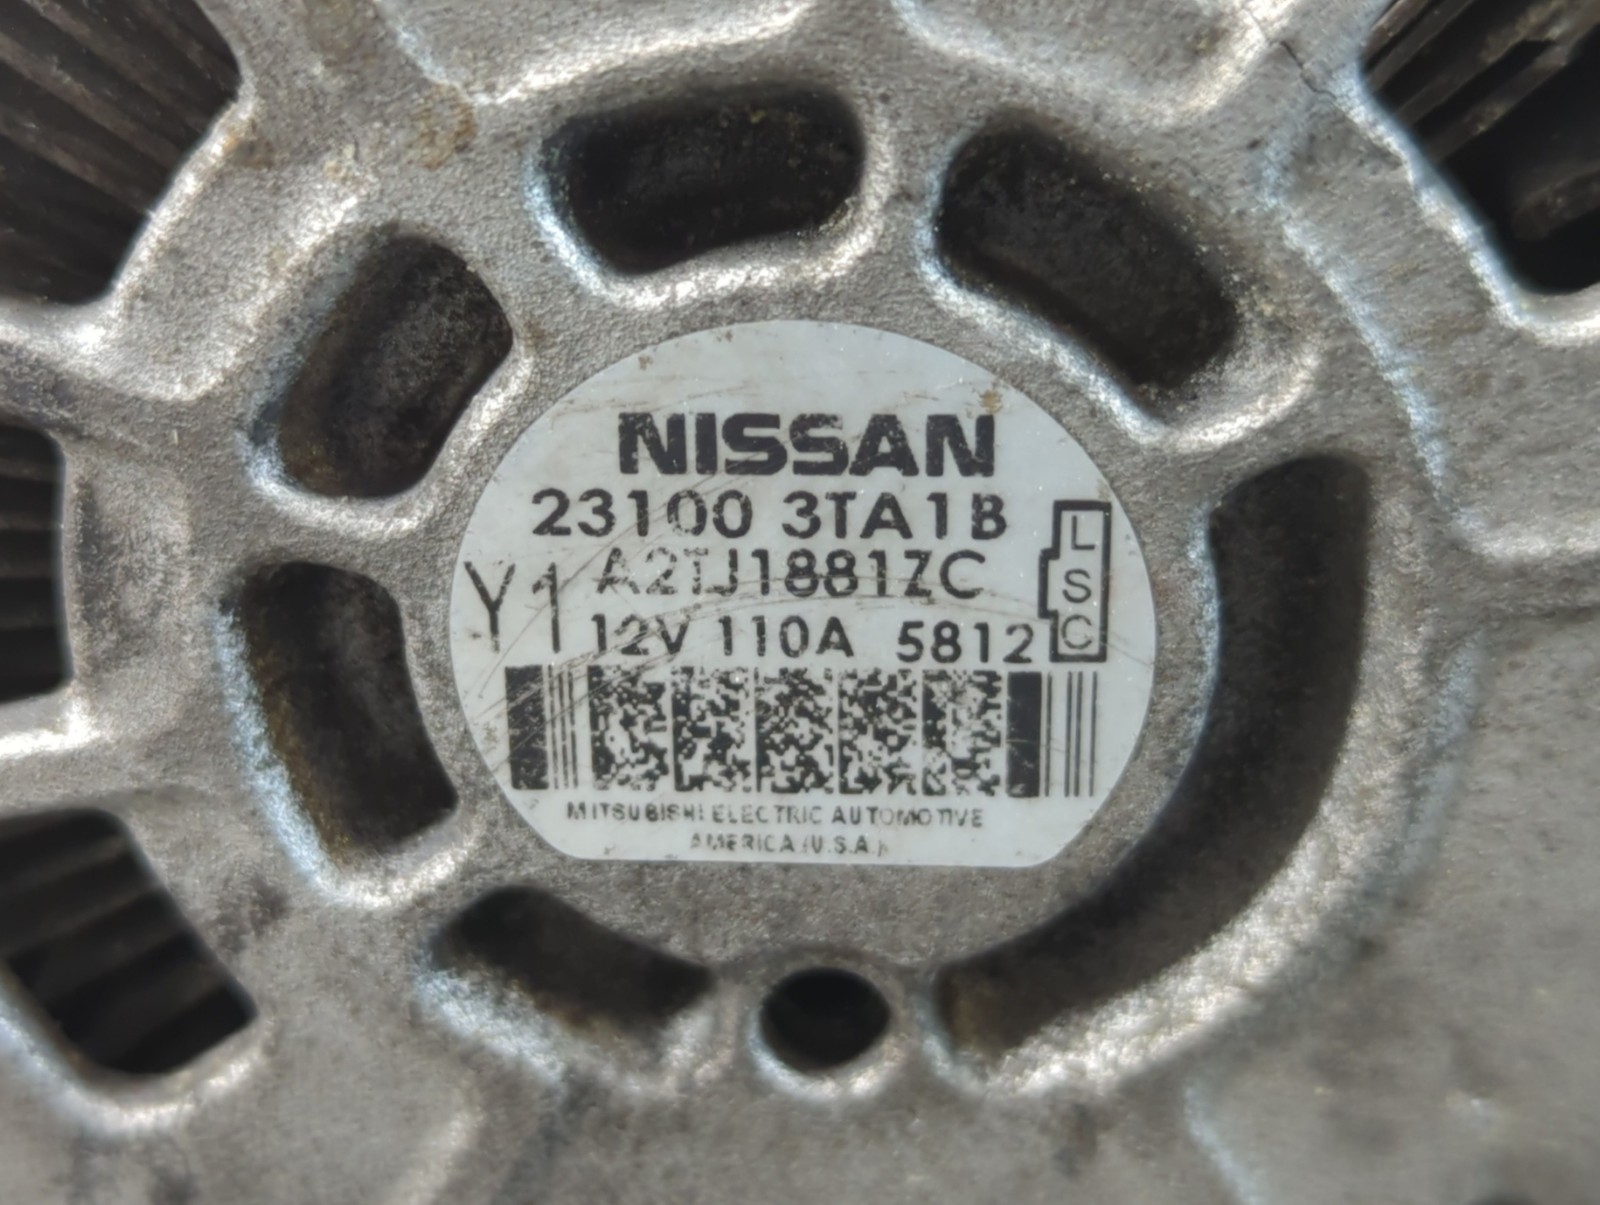 NISSAN
23100 3TA1B
A2TJ1881ZC
Y1
12V 110A 5812
L
S
C
MITSUBISHI ELECTRIC AUTOMOTIVE
AMERICA (U.S.A.)